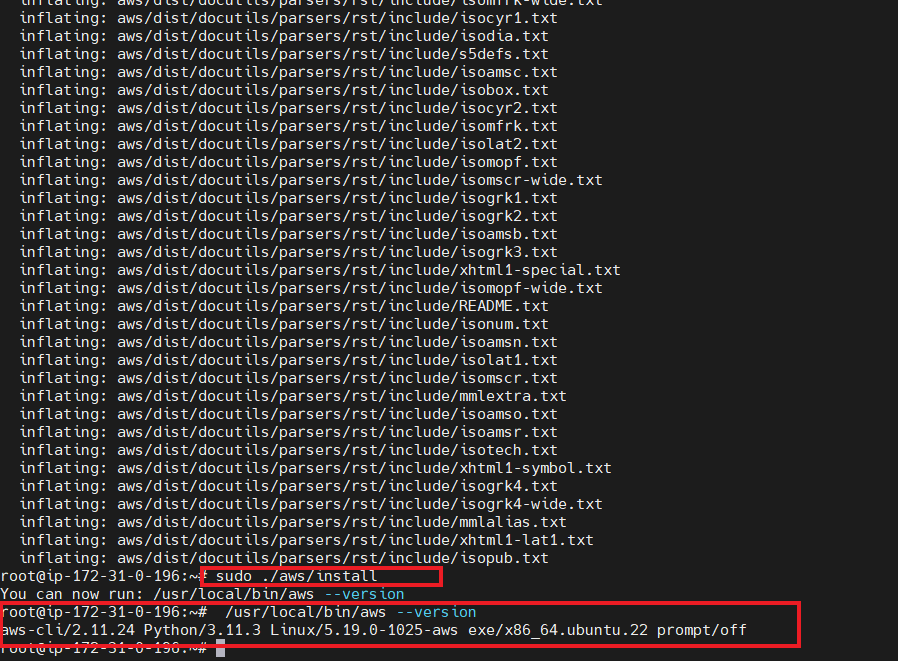 inflating: aws/dist/docutils/parsers/rst/include/isomfrk-wide.txt
inflating: aws/dist/docutils/parsers/rst/include/isocyr1.txt
inflating: aws/dist/docutils/parsers/rst/include/isodia.txt
inflating: aws/dist/docutils/parsers/rst/include/s5defs.txt
inflating: aws/dist/docutils/parsers/rst/include/isoamsc.txt
inflating: aws/dist/docutils/parsers/rst/include/isobox.txt
inflating: aws/dist/docutils/parsers/rst/include/isocyr2.txt
inflating: aws/dist/docutils/parsers/rst/include/isomfrk.txt
inflating: aws/dist/docutils/parsers/rst/include/isolat2.txt
inflating: aws/dist/docutils/parsers/rst/include/isomopf.txt
inflating: aws/dist/docutils/parsers/rst/include/isomscr-wide.txt
inflating: aws/dist/docutils/parsers/rst/include/isogrk1.txt
inflating: aws/dist/docutils/parsers/rst/include/isogrk2.txt
inflating: aws/dist/docutils/parsers/rst/include/isoamsb.txt
inflating: aws/dist/docutils/parsers/rst/include/isogrk3.txt
inflating: aws/dist/docutils/parsers/rst/include/xhtml1-special.txt
inflating: aws/dist/docutils/parsers/rst/include/isomopf-wide.txt
inflating: aws/dist/docutils/parsers/rst/include/README.txt
inflating: aws/dist/docutils/parsers/rst/include/isonum.txt
inflating: aws/dist/docutils/parsers/rst/include/isoamsn.txt
inflating: aws/dist/docutils/parsers/rst/include/isolat1.txt
inflating: aws/dist/docutils/parsers/rst/include/isomscr.txt
inflating: aws/dist/docutils/parsers/rst/include/mmlextra.txt
inflating: aws/dist/docutils/parsers/rst/include/isoamso.txt
inflating: aws/dist/docutils/parsers/rst/include/isoamsr.txt
inflating: aws/dist/docutils/parsers/rst/include/isotech.txt
inflating: aws/dist/docutils/parsers/rst/include/xhtml1-symbol.txt
inflating: aws/dist/docutils/parsers/rst/include/isogrk4.txt
inflating: aws/dist/docutils/parsers/rst/include/isogrk4-wide.txt
inflating: aws/dist/docutils/parsers/rst/include/mmlalias.txt
inflating: aws/dist/docutils/parsers/rst/include/xhtml1-lat1.txt
inflating: aws/dist/docutils/parsers/rst/include/isopub.txt
root@ip-172-31-0-196:~# sudo ./aws/install
You can now run: /usr/local/bin/aws --version
root@ip-172-31-0-196:~#  /usr/local/bin/aws --version
aws-cli/2.11.24 Python/3.11.3 Linux/5.19.0-1025-aws exe/x86_64.ubuntu.22 prompt/off
root@ip-172-31-0-196:~#